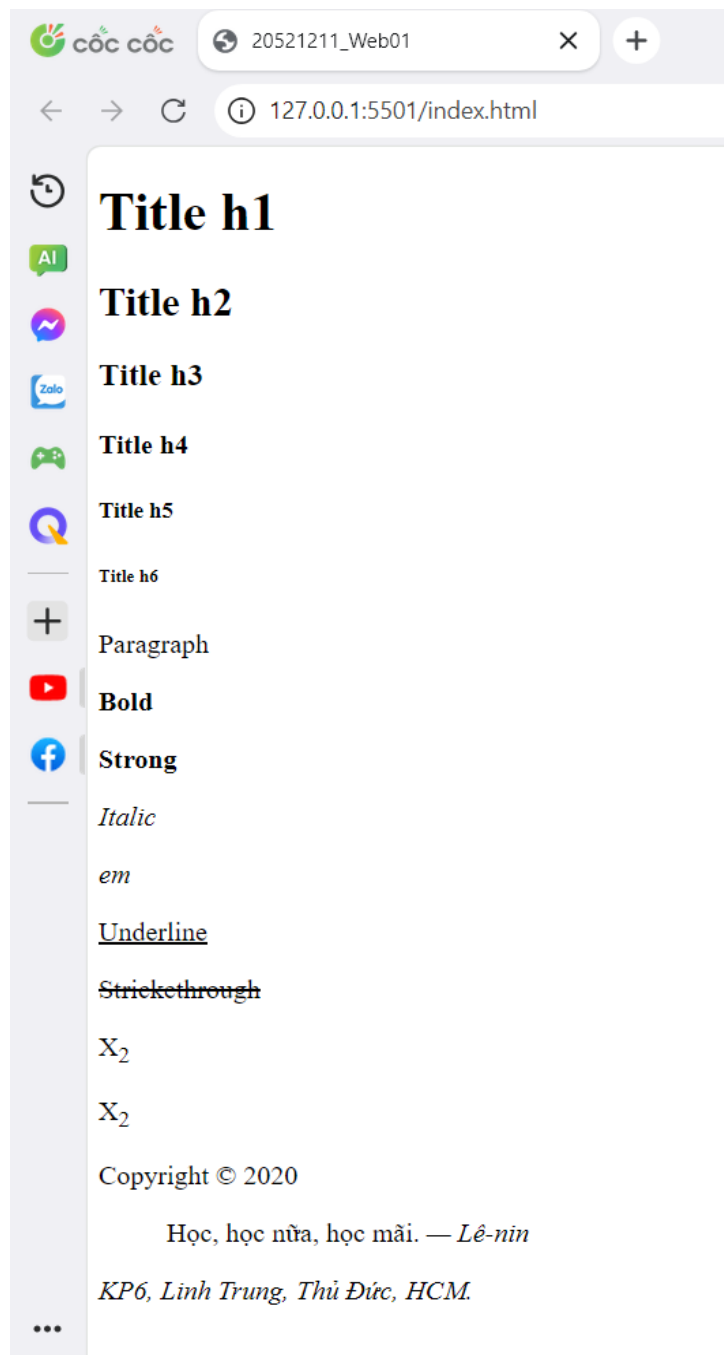 cốc cốc
20521211_Web01
127.0.0.1:5501/index.html
AI
Zalo
Title h1
Title h2
Title h3
Title h4
Title h5
Title h6
Paragraph
Bold
Strong
Italic
em
Underline
Strickethrough
X₂
X₂
Copyright © 2020
Học, học nữa, học mãi. — Lê-nin
KP6, Linh Trung, Thủ Đức, HCM.